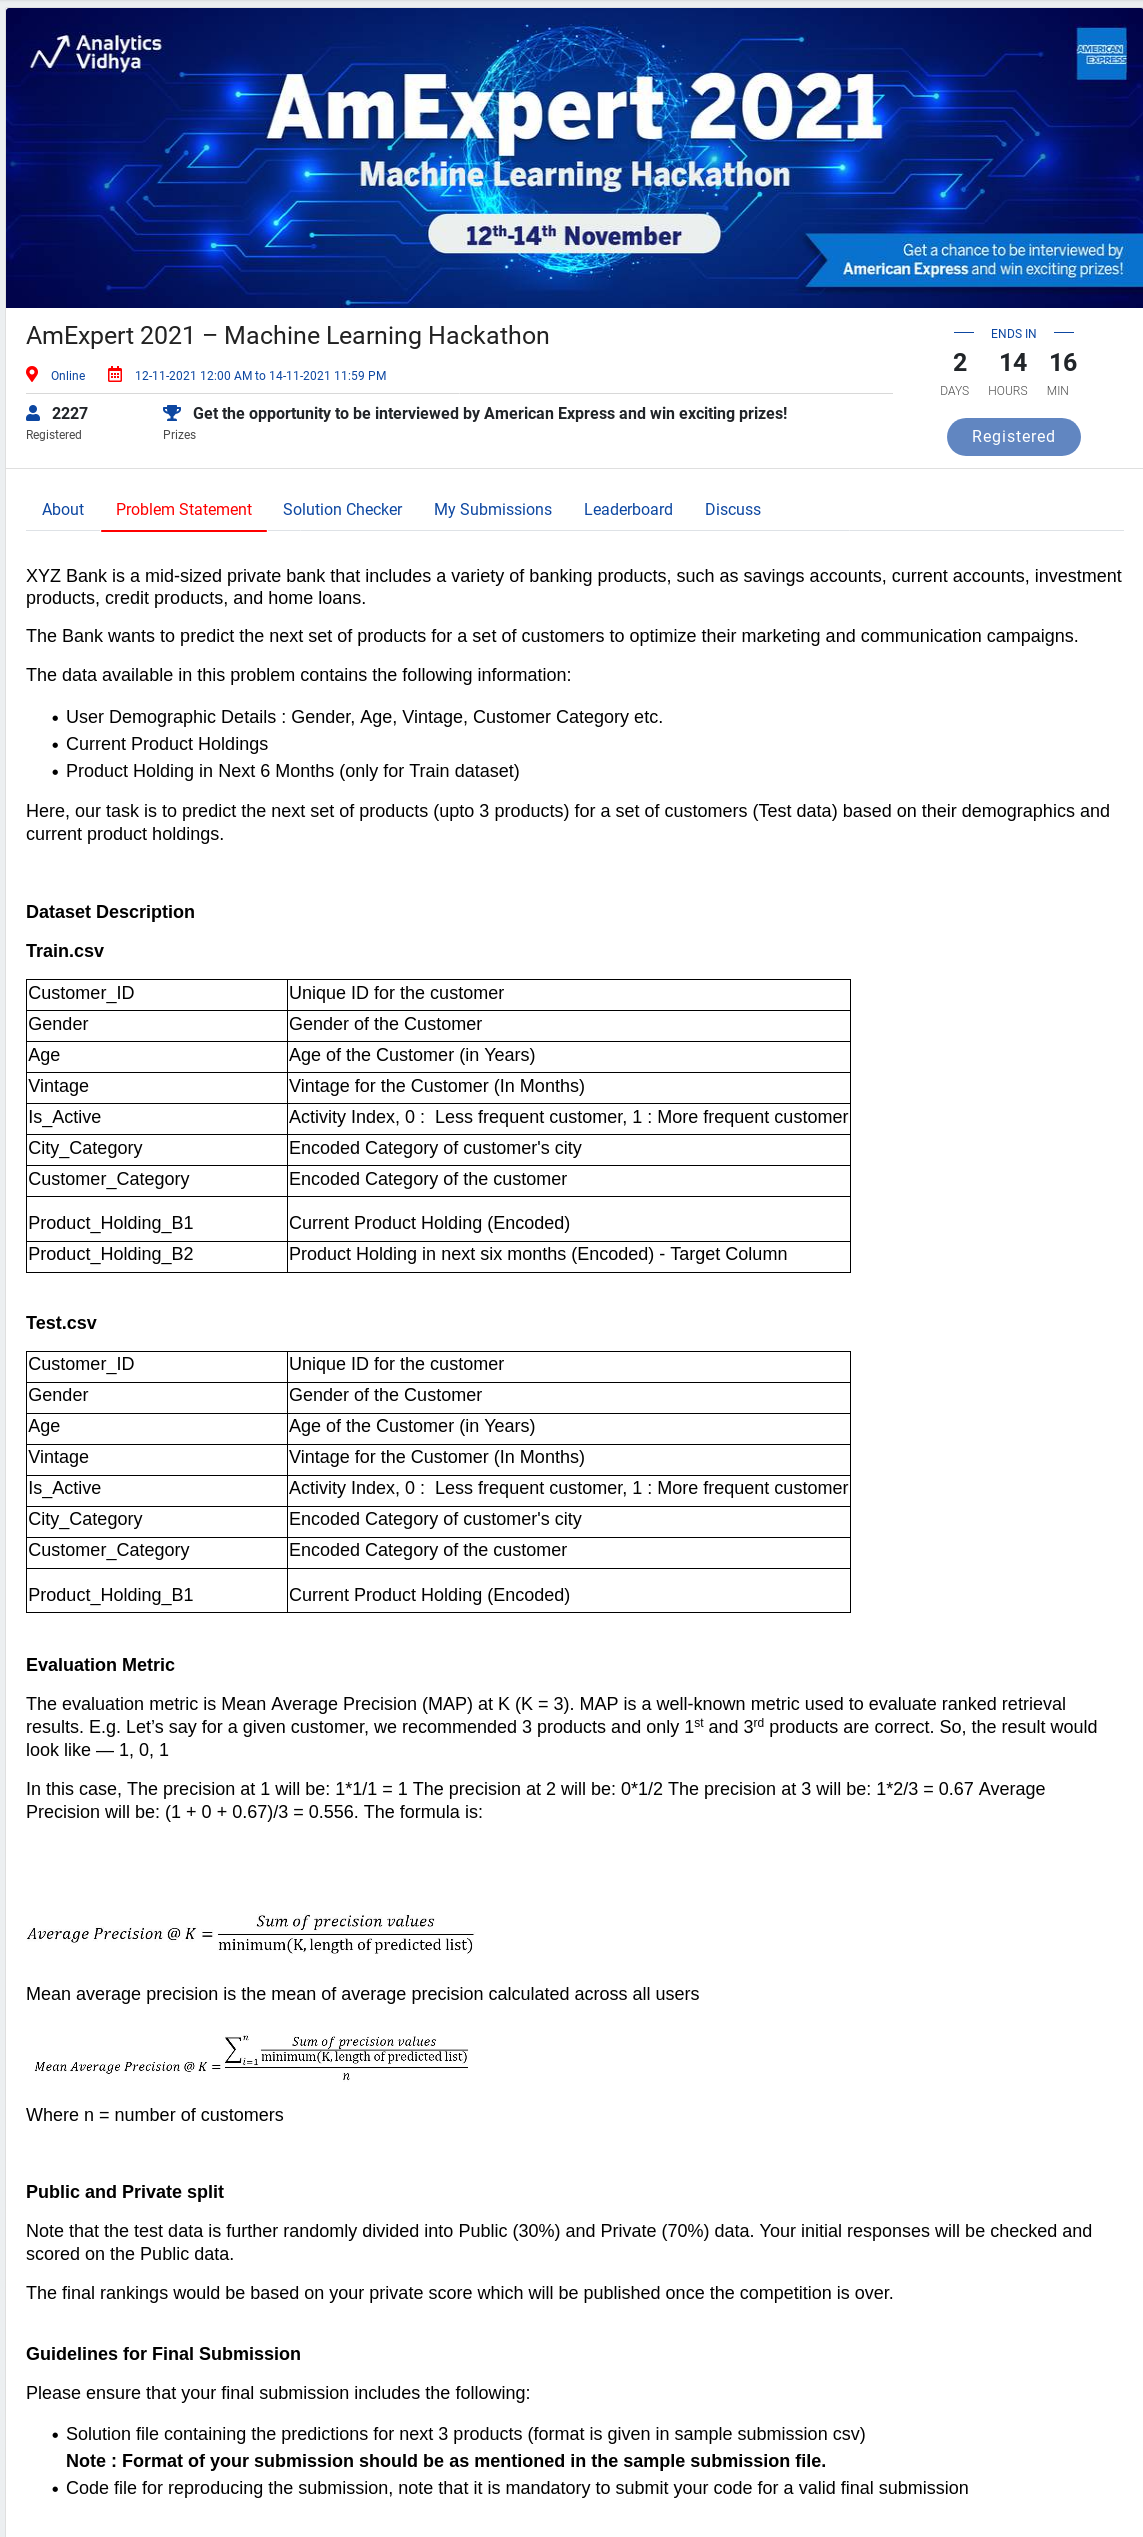 Analytics
Vidhya
AMERICAN
EXPRESS
AmExpert 2021
Machine Learning Hackathon
12th-14th November
Get a chance to be interviewed by
American Express and win exciting prizes!
AmExpert 2021 – Machine Learning Hackathon
ENDS IN
2 14 16
DAYS HOURS MIN
Online 12-11-2021 12:00 AM to 14-11-2021 11:59 PM
2227 Get the opportunity to be interviewed by American Express and win exciting prizes!
Registered Prizes
Registered
About Problem Statement Solution Checker My Submissions Leaderboard Discuss
XYZ Bank is a mid-sized private bank that includes a variety of banking products, such as savings accounts, current accounts, investment
products, credit products, and home loans.
The Bank wants to predict the next set of products for a set of customers to optimize their marketing and communication campaigns.
The data available in this problem contains the following information:
• User Demographic Details : Gender, Age, Vintage, Customer Category etc.
• Current Product Holdings
• Product Holding in Next 6 Months (only for Train dataset)
Here, our task is to predict the next set of products (upto 3 products) for a set of customers (Test data) based on their demographics and
current product holdings.
Dataset Description
Train.csv
Customer_ID Unique ID for the customer
Gender Gender of the Customer
Age Age of the Customer (in Years)
Vintage Vintage for the Customer (In Months)
Is_Active Activity Index, 0 :  Less frequent customer, 1 : More frequent customer
City_Category Encoded Category of customer's city
Customer_Category Encoded Category of the customer
Product_Holding_B1 Current Product Holding (Encoded)
Product_Holding_B2 Product Holding in next six months (Encoded) - Target Column
Test.csv
Customer_ID Unique ID for the customer
Gender Gender of the Customer
Age Age of the Customer (in Years)
Vintage Vintage for the Customer (In Months)
Is_Active Activity Index, 0 :  Less frequent customer, 1 : More frequent customer
City_Category Encoded Category of customer's city
Customer_Category Encoded Category of the customer
Product_Holding_B1 Current Product Holding (Encoded)
Evaluation Metric
The evaluation metric is Mean Average Precision (MAP) at K (K = 3). MAP is a well-known metric used to evaluate ranked retrieval
results. E.g. Let’s say for a given customer, we recommended 3 products and only 1st and 3rd products are correct. So, the result would
look like — 1, 0, 1
In this case, The precision at 1 will be: 1*1/1 = 1 The precision at 2 will be: 0*1/2 The precision at 3 will be: 1*2/3 = 0.67 Average
Precision will be: (1 + 0 + 0.67)/3 = 0.556. The formula is:
Average Precision @ K = Sum of precision values / minimum(K, length of predicted list)
Mean average precision is the mean of average precision calculated across all users
Mean Average Precision @ K = ∑ i=1 n Sum of precision values / minimum(K, length of predicted list) / n
Where n = number of customers
Public and Private split
Note that the test data is further randomly divided into Public (30%) and Private (70%) data. Your initial responses will be checked and
scored on the Public data.
The final rankings would be based on your private score which will be published once the competition is over.
Guidelines for Final Submission
Please ensure that your final submission includes the following:
• Solution file containing the predictions for next 3 products (format is given in sample submission csv)
Note : Format of your submission should be as mentioned in the sample submission file.
• Code file for reproducing the submission, note that it is mandatory to submit your code for a valid final submission